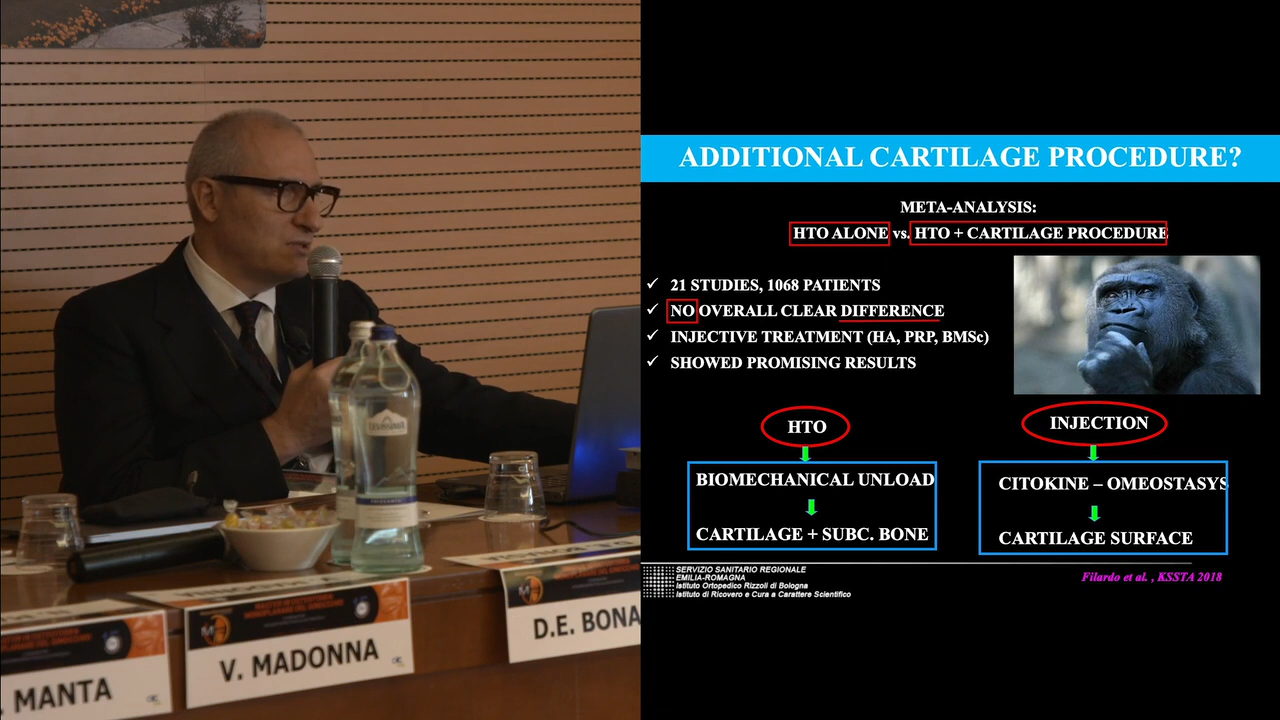 LEVISSIMA
MANTA
V. MADONNA
D.E. BONA
ADDITIONAL CARTILAGE PROCEDURE?
META-ANALYSIS:
HTO ALONE vs. HTO + CARTILAGE PROCEDURE
✓ 21 STUDIES, 1068 PATIENTS
✓ NO OVERALL CLEAR DIFFERENCE
✓ INJECTIVE TREATMENT (HA, PRP, BMSc)
✓ SHOWED PROMISING RESULTS
HTO
BIOMECHANICAL UNLOAD
CARTILAGE + SUBC. BONE
INJECTION
CITOKINE – OMEOSTASYS
CARTILAGE SURFACE
SERVIZIO SANITARIO REGIONALE
EMILIA-ROMAGNA
Istituto Ortopedico Rizzoli di Bologna
Istituto di Ricovero e Cura a Carattere Scientifico
Filardo et al. , KSSTA 2018